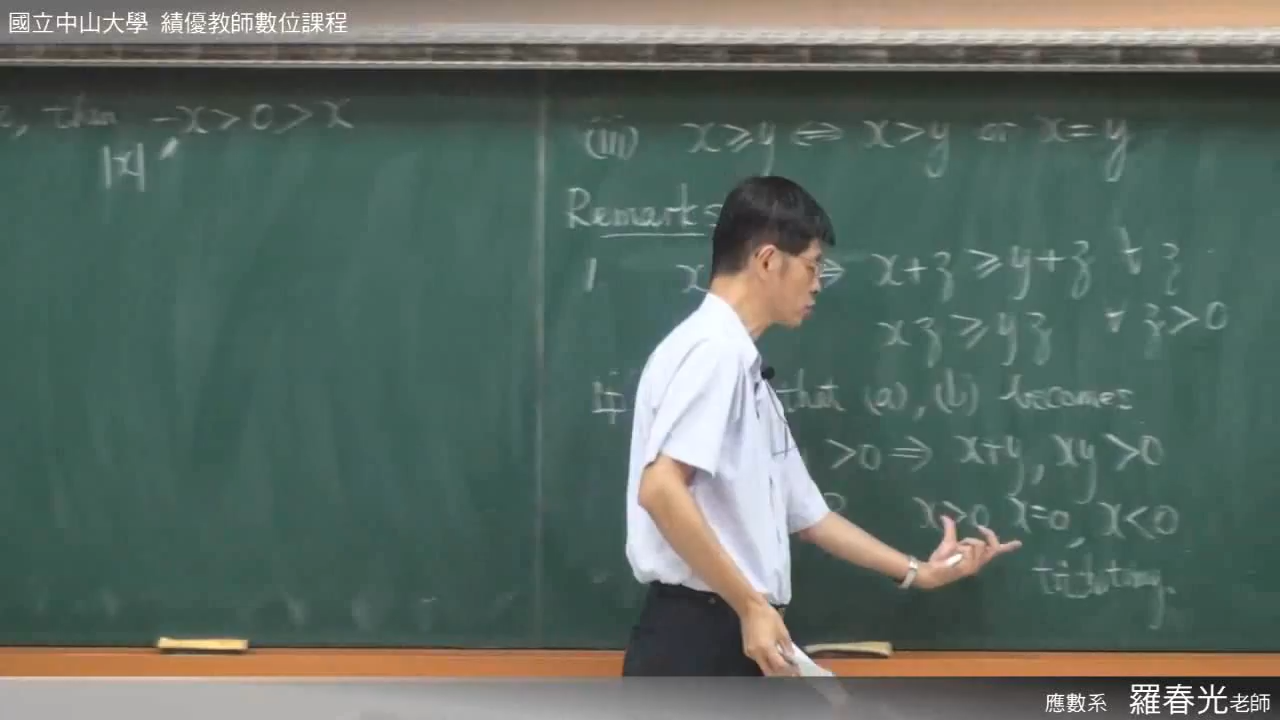 國立中山大學 績優教師數位課程
, then -x>0>x
|x|
(iii) x⩾y ⇔ x>y or x=y
Remarks
1 x ⇒ x+z ⩾ y+z ∀ z
xz ⩾ yz ∀ z>0
that (a), (b) becomes
>0 ⇒ x+y, xy >0
x>0 x=0, x<0
應數系 羅春光老師